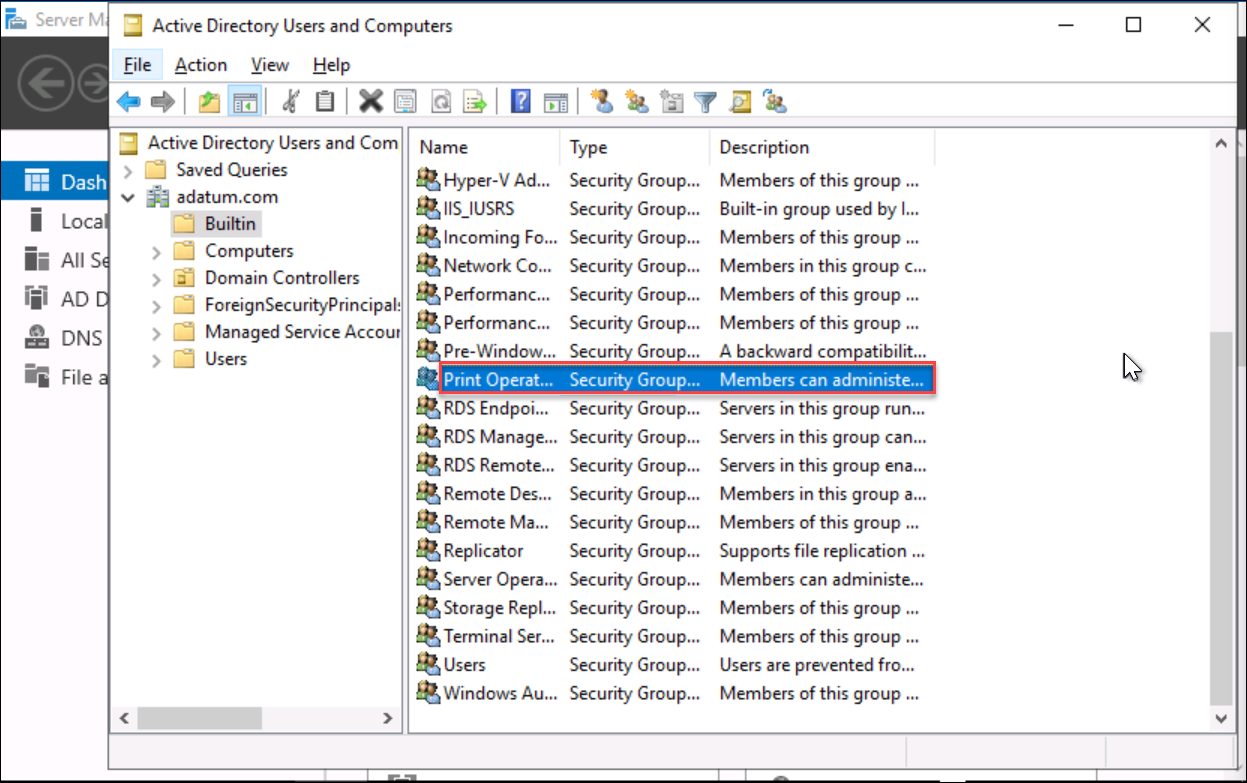 Server Ma
Active Directory Users and Computers
File Action View Help
Active Directory Users and Com
Saved Queries
adatum.com
Builtin
Computers
Domain Controllers
ForeignSecurityPrincipals
Managed Service Accour
Users
Dash
Local
All Se
AD D
DNS
File a
Name Type Description
Hyper-V Ad... Security Group... Members of this group ...
IIS_IUSRS Security Group... Built-in group used by I...
Incoming Fo... Security Group... Members of this group ...
Network Co... Security Group... Members in this group c...
Performanc... Security Group... Members of this group ...
Performanc... Security Group... Members of this group ...
Pre-Window... Security Group... A backward compatibilit...
Print Operat... Security Group... Members can administe...
RDS Endpoi... Security Group... Servers in this group run...
RDS Manage... Security Group... Servers in this group can...
RDS Remote... Security Group... Servers in this group ena...
Remote Des... Security Group... Members in this group a...
Remote Ma... Security Group... Members of this group ...
Replicator Security Group... Supports file replication ...
Server Opera... Security Group... Members can administe...
Storage Repl... Security Group... Members of this group ...
Terminal Ser... Security Group... Members of this group ...
Users Security Group... Users are prevented fro...
Windows Au... Security Group... Members of this group ...